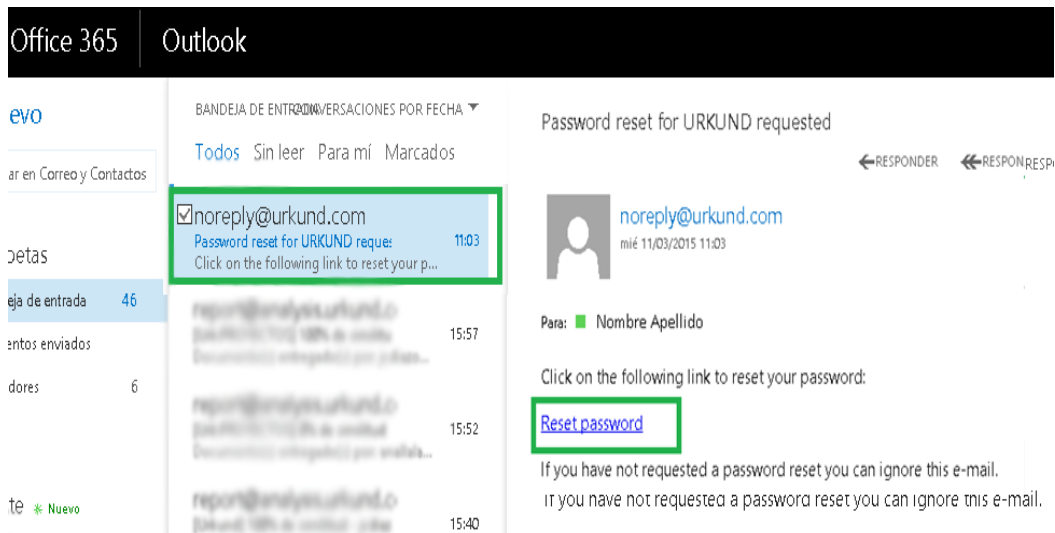 Office 365 Outlook
evo
ar en Correo y Contactos
petas
eja de entrada 46
entos enviados
dores 6
te Nuevo
BANDEJA DE ENTRADA CONVERSACIONES POR FECHA
Todos Sin leer Para mí Marcados
noreply@urkund.com
Password reset for URKUND reque: 11:03
Click on the following link to reset your p...
15:57
15:52
15:40
Password reset for URKUND requested
RESPONDER RESPON RESP
noreply@urkund.com
mié 11/03/2015 11:03
Para: Nombre Apellido
Click on the following link to reset your password:
Reset password
If you have not requested a password reset you can ignore this e-mail.
If you have not requested a password reset you can ignore this e-mail.